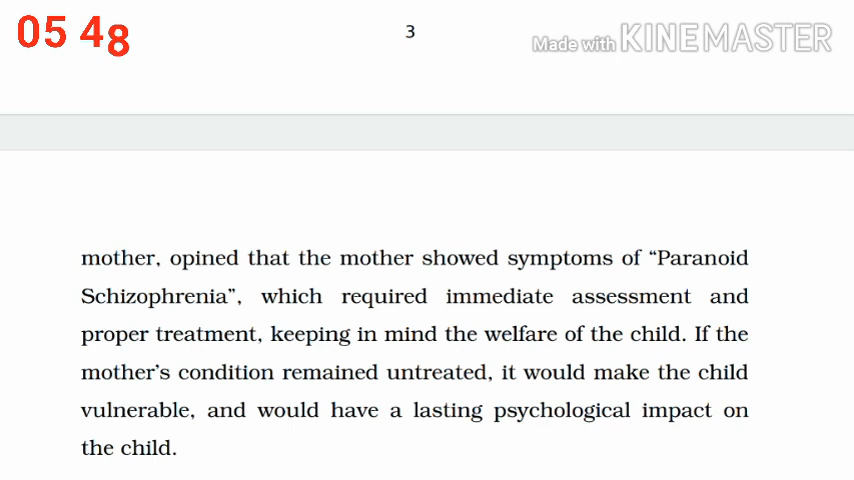 05 48
3
Made with KINEMASTER
mother, opined that the mother showed symptoms of “Paranoid
Schizophrenia”, which required immediate assessment and
proper treatment, keeping in mind the welfare of the child. If the
mother’s condition remained untreated, it would make the child
vulnerable, and would have a lasting psychological impact on
the child.